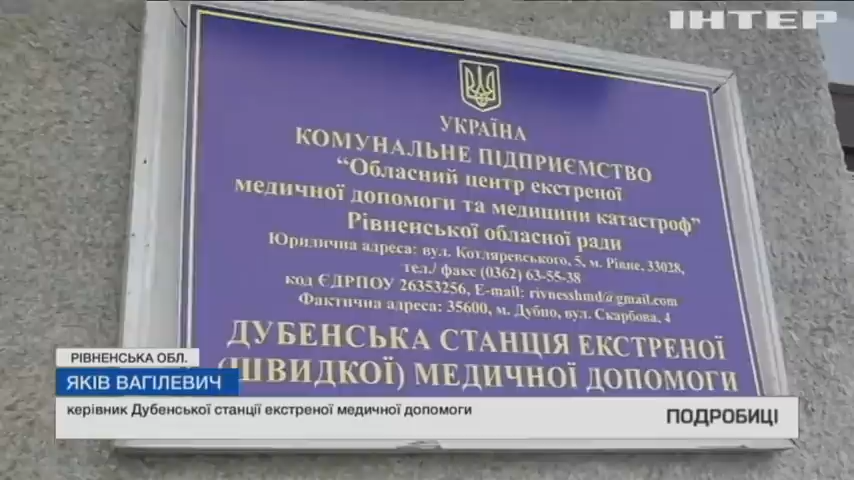 ІНТЕР
УКРАЇНА
КОМУНАЛЬНЕ ПІДПРИЄМСТВО
“Обласний центр екстреної
медичної допомоги та медицини катастроф”
Рівненської обласної ради
Юридична адреса: вул. Котляревського, 5, м. Рівне, 33028,
тел./ факс (0362) 63-55-38
код ЄДРПОУ 26353256, E-mail: rivnesshmd@gmail.com
Фактична адреса: 35600, м. Дубно, вул. Скарбова, 4
ДУБЕНСЬКА СТАНЦІЯ ЕКСТРЕНОЇ
(ШВИДКОЇ) МЕДИЧНОЇ ДОПОМОГИ
РІВНЕНСЬКА ОБЛ.
ЯКІВ ВАГІЛЕВИЧ
керівник Дубенської станції екстреної медичної допомоги
ПОДРОБИЦІ